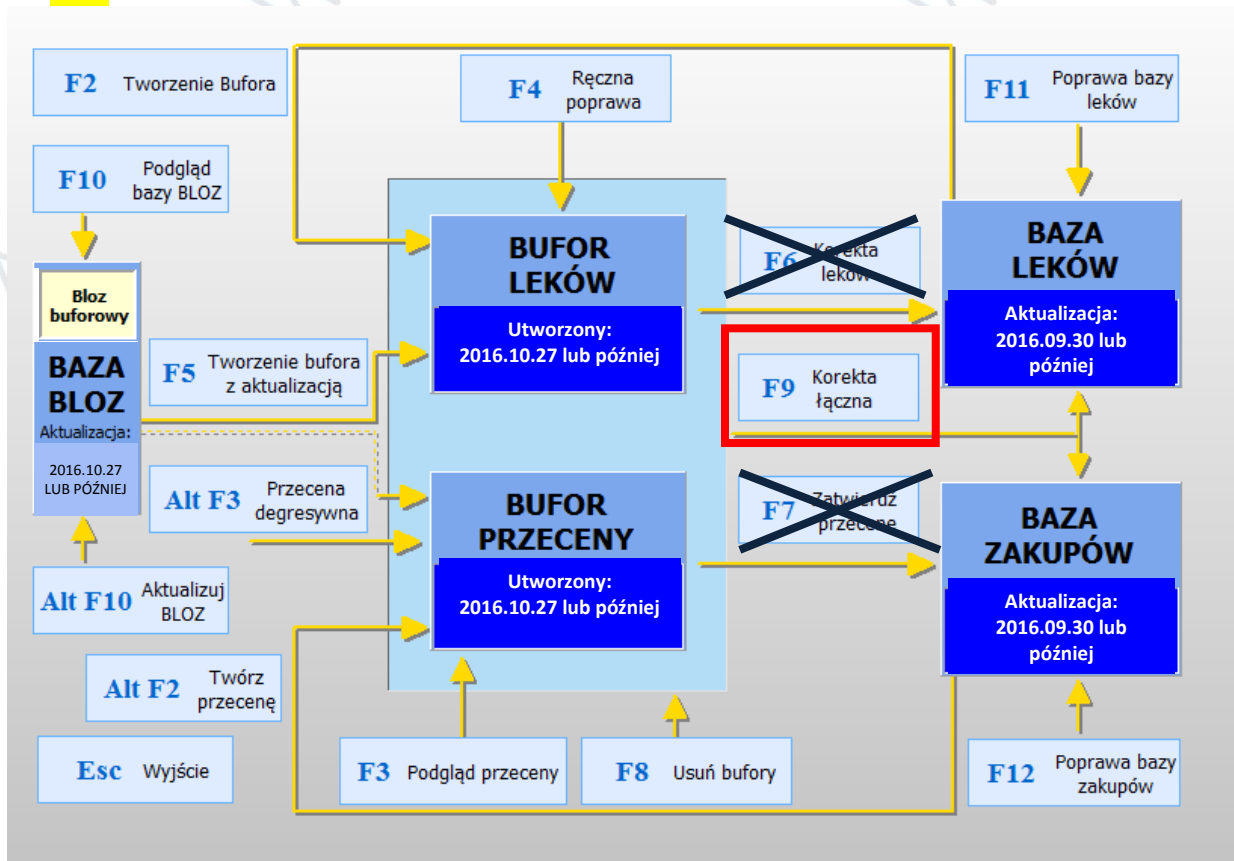 F2 Tworzenie Bufora
F4 Ręczna
poprawa
F11 Poprawa bazy
leków
F10 Podgląd
bazy BLOZ
BUFOR
LEKÓW
Utworzony:
2016.10.27 lub później
F6 Korekta
leków
BAZA
LEKÓW
Aktualizacja:
2016.09.30 lub
później
Bloz
buforowy
BAZA
BLOZ
Aktualizacja:
2016.10.27
LUB PÓŹNIEJ
F5 Tworzenie bufora
z aktualizacją
F9 Korekta
łączna
Alt F3 Przecena
degresywna
BUFOR
PRZECENY
Utworzony:
2016.10.27 lub później
F7 Zatwierdź
przecenę
BAZA
ZAKUPÓW
Aktualizacja:
2016.09.30 lub
później
Alt F10 Aktualizuj
BLOZ
Alt F2 Twórz
przecenę
Esc Wyjście
F3 Podgląd przeceny
F8 Usuń bufory
F12 Poprawa bazy
zakupów